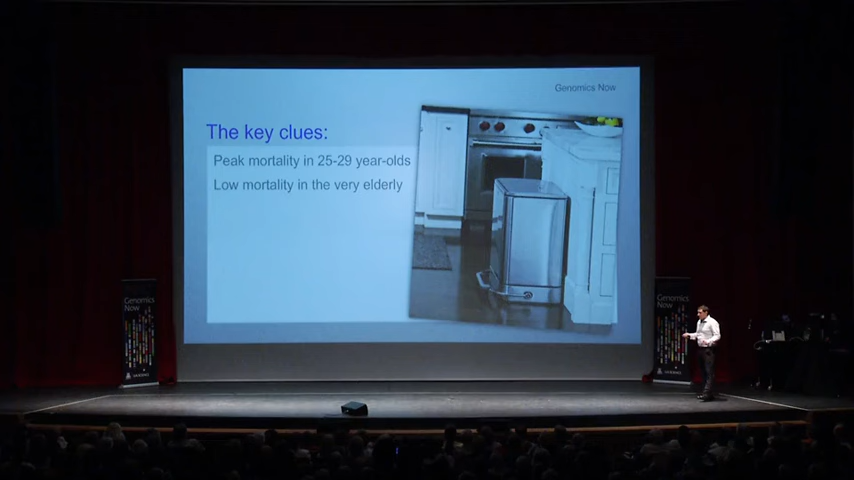 Genomics Now
The key clues:
Peak mortality in 25-29 year-olds
Low mortality in the very elderly
Genomics
Now
Genomics
Now